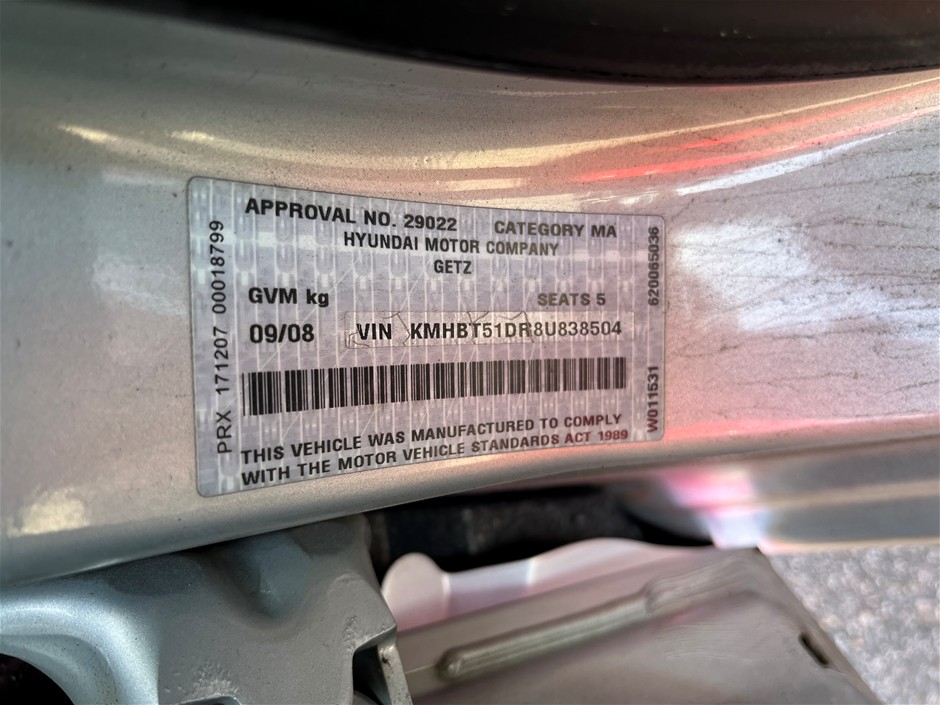 APPROVAL NO. 29022 CATEGORY MA
HYUNDAI MOTOR COMPANY
GETZ
GVM kg SEATS 5
09/08 VIN KMHBT51DR8U838504
THIS VEHICLE WAS MANUFACTURED TO COMPLY
WITH THE MOTOR VEHICLE STANDARDS ACT 1989
PRX 171207 00018799
W011531 620065036